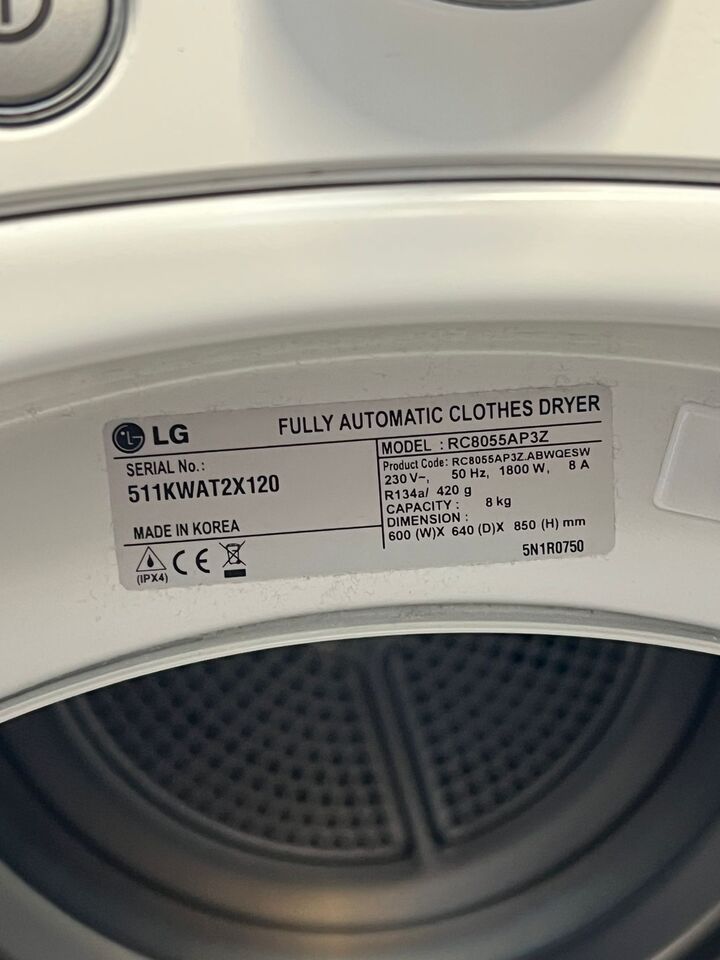 LG
FULLY AUTOMATIC CLOTHES DRYER
SERIAL No.:
511KWAT2X120
MADE IN KOREA
(IPX4)
CE
MODEL : RC8055AP3Z
Product Code: RC8055AP3Z.ABWQESW
230 V~, 50 Hz, 1800 W, 8 A
R134a/ 420 g
CAPACITY : 8 kg
DIMENSION :
600 (W)X 640 (D)X 850 (H) mm
5N1R0750